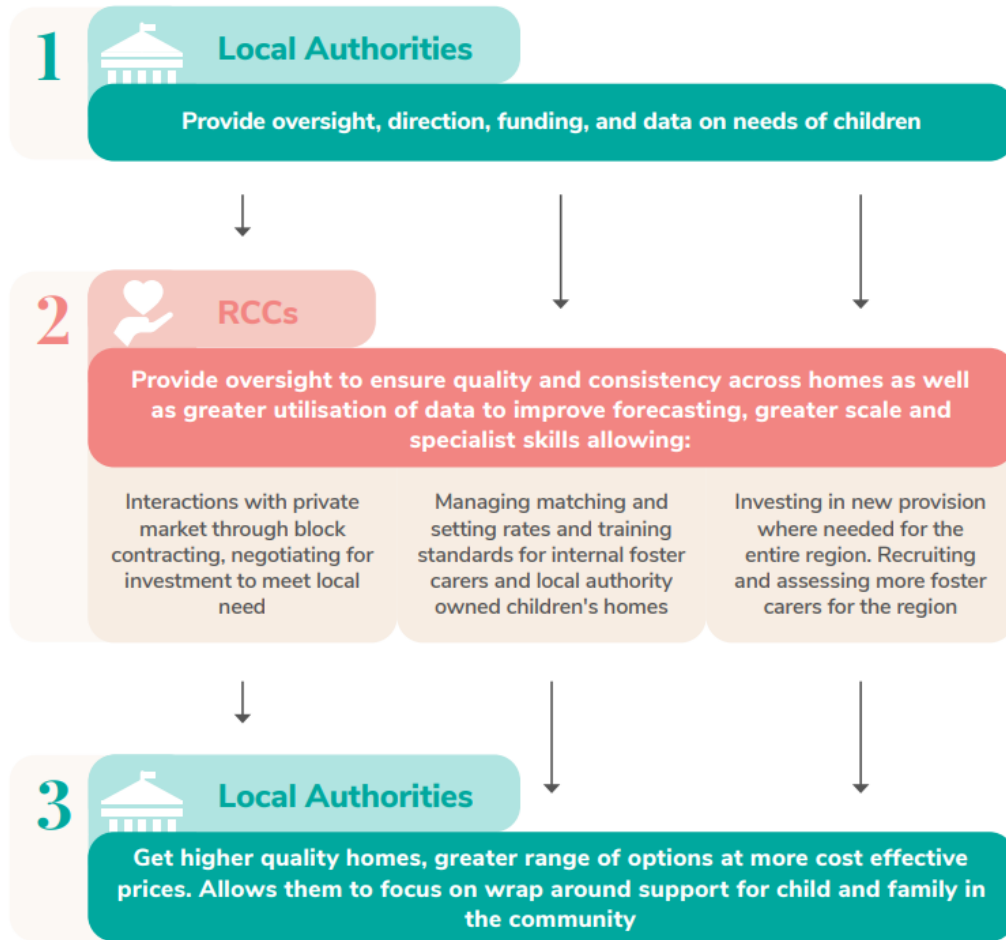 1
Local Authorities
Provide oversight, direction, funding, and data on needs of children
2
RCCs
Provide oversight to ensure quality and consistency across homes as well
as greater utilisation of data to improve forecasting, greater scale and
specialist skills allowing:
Interactions with private
market through block
contracting, negotiating for
investment to meet local
need
Managing matching and
setting rates and training
standards for internal foster
carers and local authority
owned children's homes
Investing in new provision
where needed for the
entire region. Recruiting
and assessing more foster
carers for the region
3
Local Authorities
Get higher quality homes, greater range of options at more cost effective
prices. Allows them to focus on wrap around support for child and family in
the community